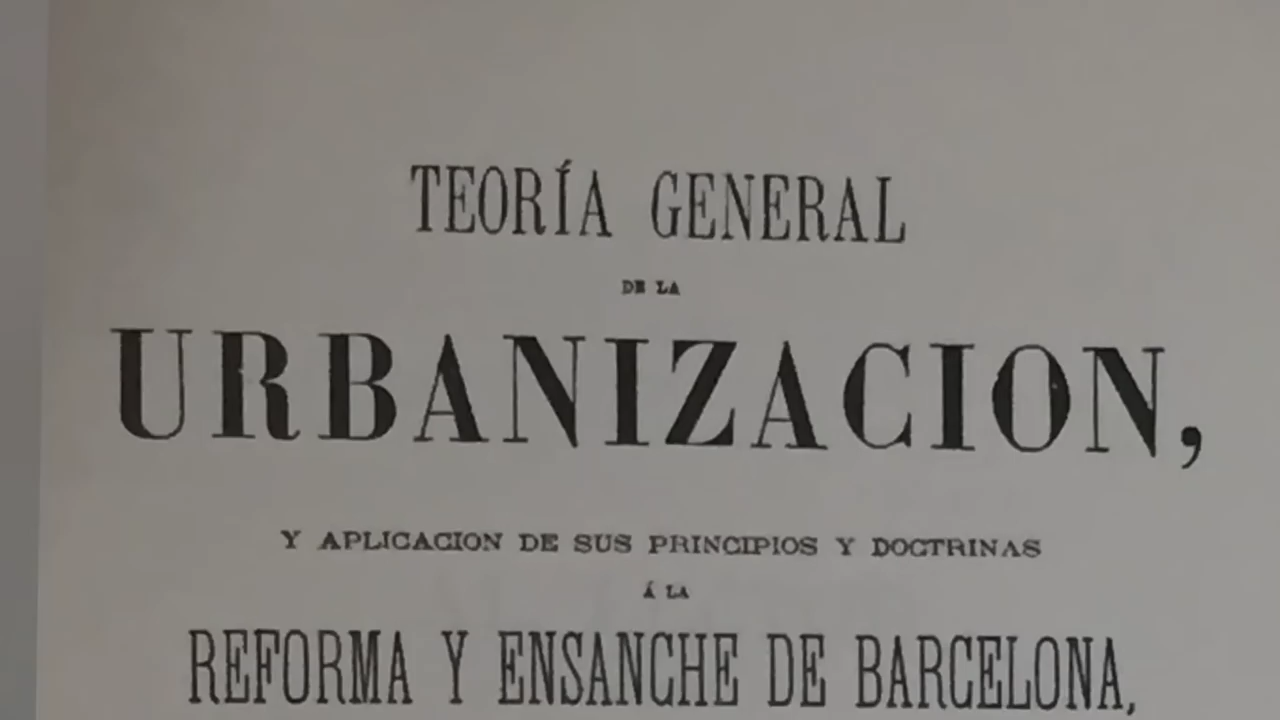 TEORÍA GENERAL
DE LA
URBANIZACION,
Y APLICACION DE SUS PRINCIPIOS Y DOCTRINAS
Á LA
REFORMA Y ENSANCHE DE BARCELONA,